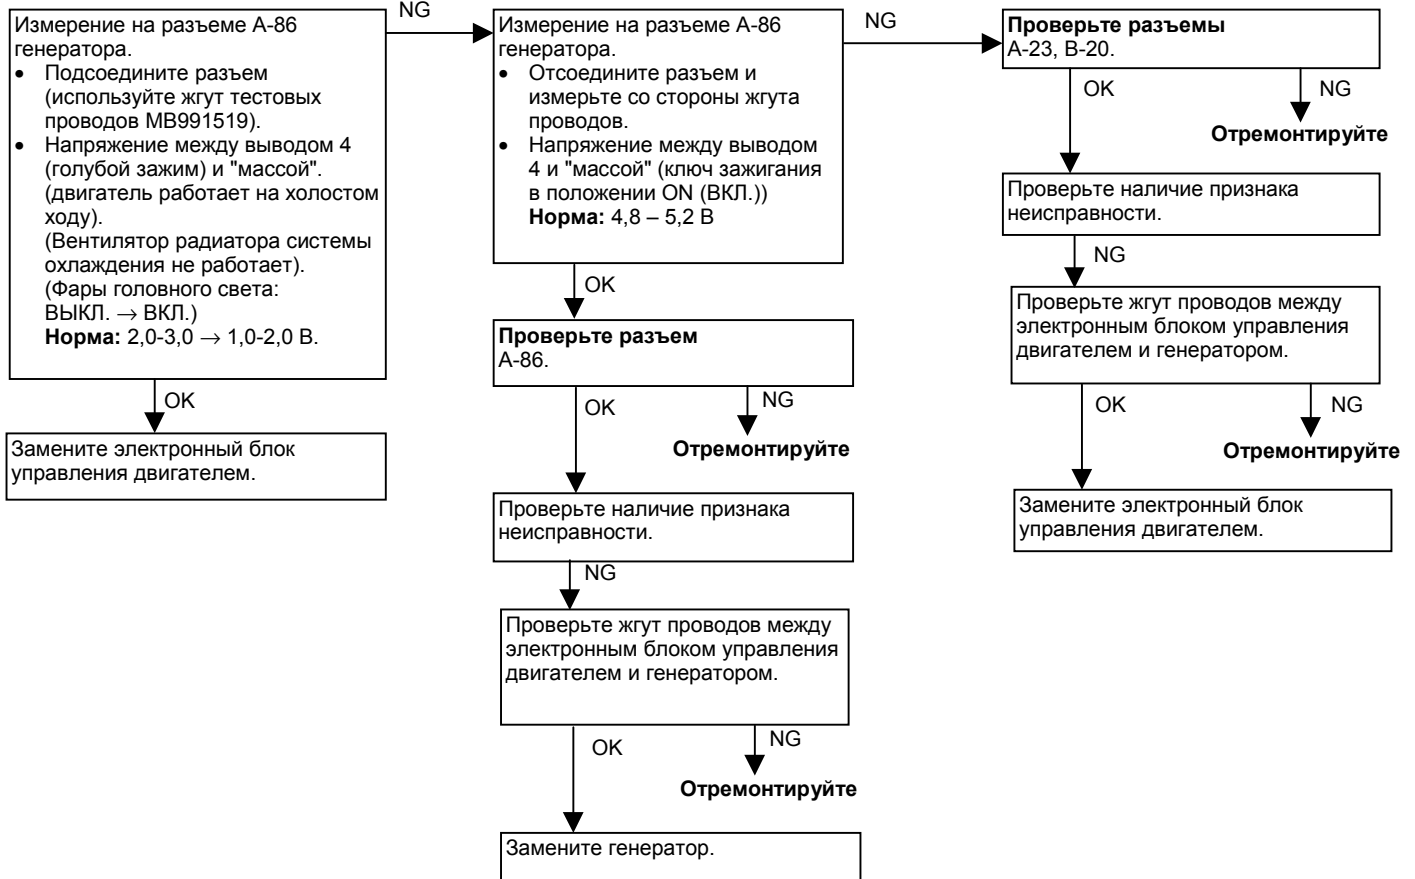 Измерение на разъеме А-86
генератора.
• Подсоедините разъем
(используйте жгут тестовых
проводов МВ991519).
• Напряжение между выводом 4
(голубой зажим) и "массой".
(двигатель работает на холостом
ходу).
(Вентилятор радиатора системы
охлаждения не работает).
(Фары головного света:
ВЫКЛ. → ВКЛ.)
Норма: 2,0-3,0 → 1,0-2,0 В.
NG
OK
Замените электронный блок
управления двигателем.
Измерение на разъеме А-86
генератора.
• Отсоедините разъем и
измерьте со стороны жгута
проводов.
• Напряжение между выводом
4 и "массой" (ключ зажигания
в положении ON (ВКЛ.))
Норма: 4,8 – 5,2 В
NG
OK
Проверьте разъем
А-86.
OK
NG
Отремонтируйте
Проверьте наличие признака
неисправности.
NG
Проверьте жгут проводов между
электронным блоком управления
двигателем и генератором.
OK
NG
Отремонтируйте
Замените генератор.
Проверьте разъемы
А-23, В-20.
OK
NG
Отремонтируйте
Проверьте наличие признака
неисправности.
NG
Проверьте жгут проводов между
электронным блоком управления
двигателем и генератором.
OK
NG
Отремонтируйте
Замените электронный блок
управления двигателем.